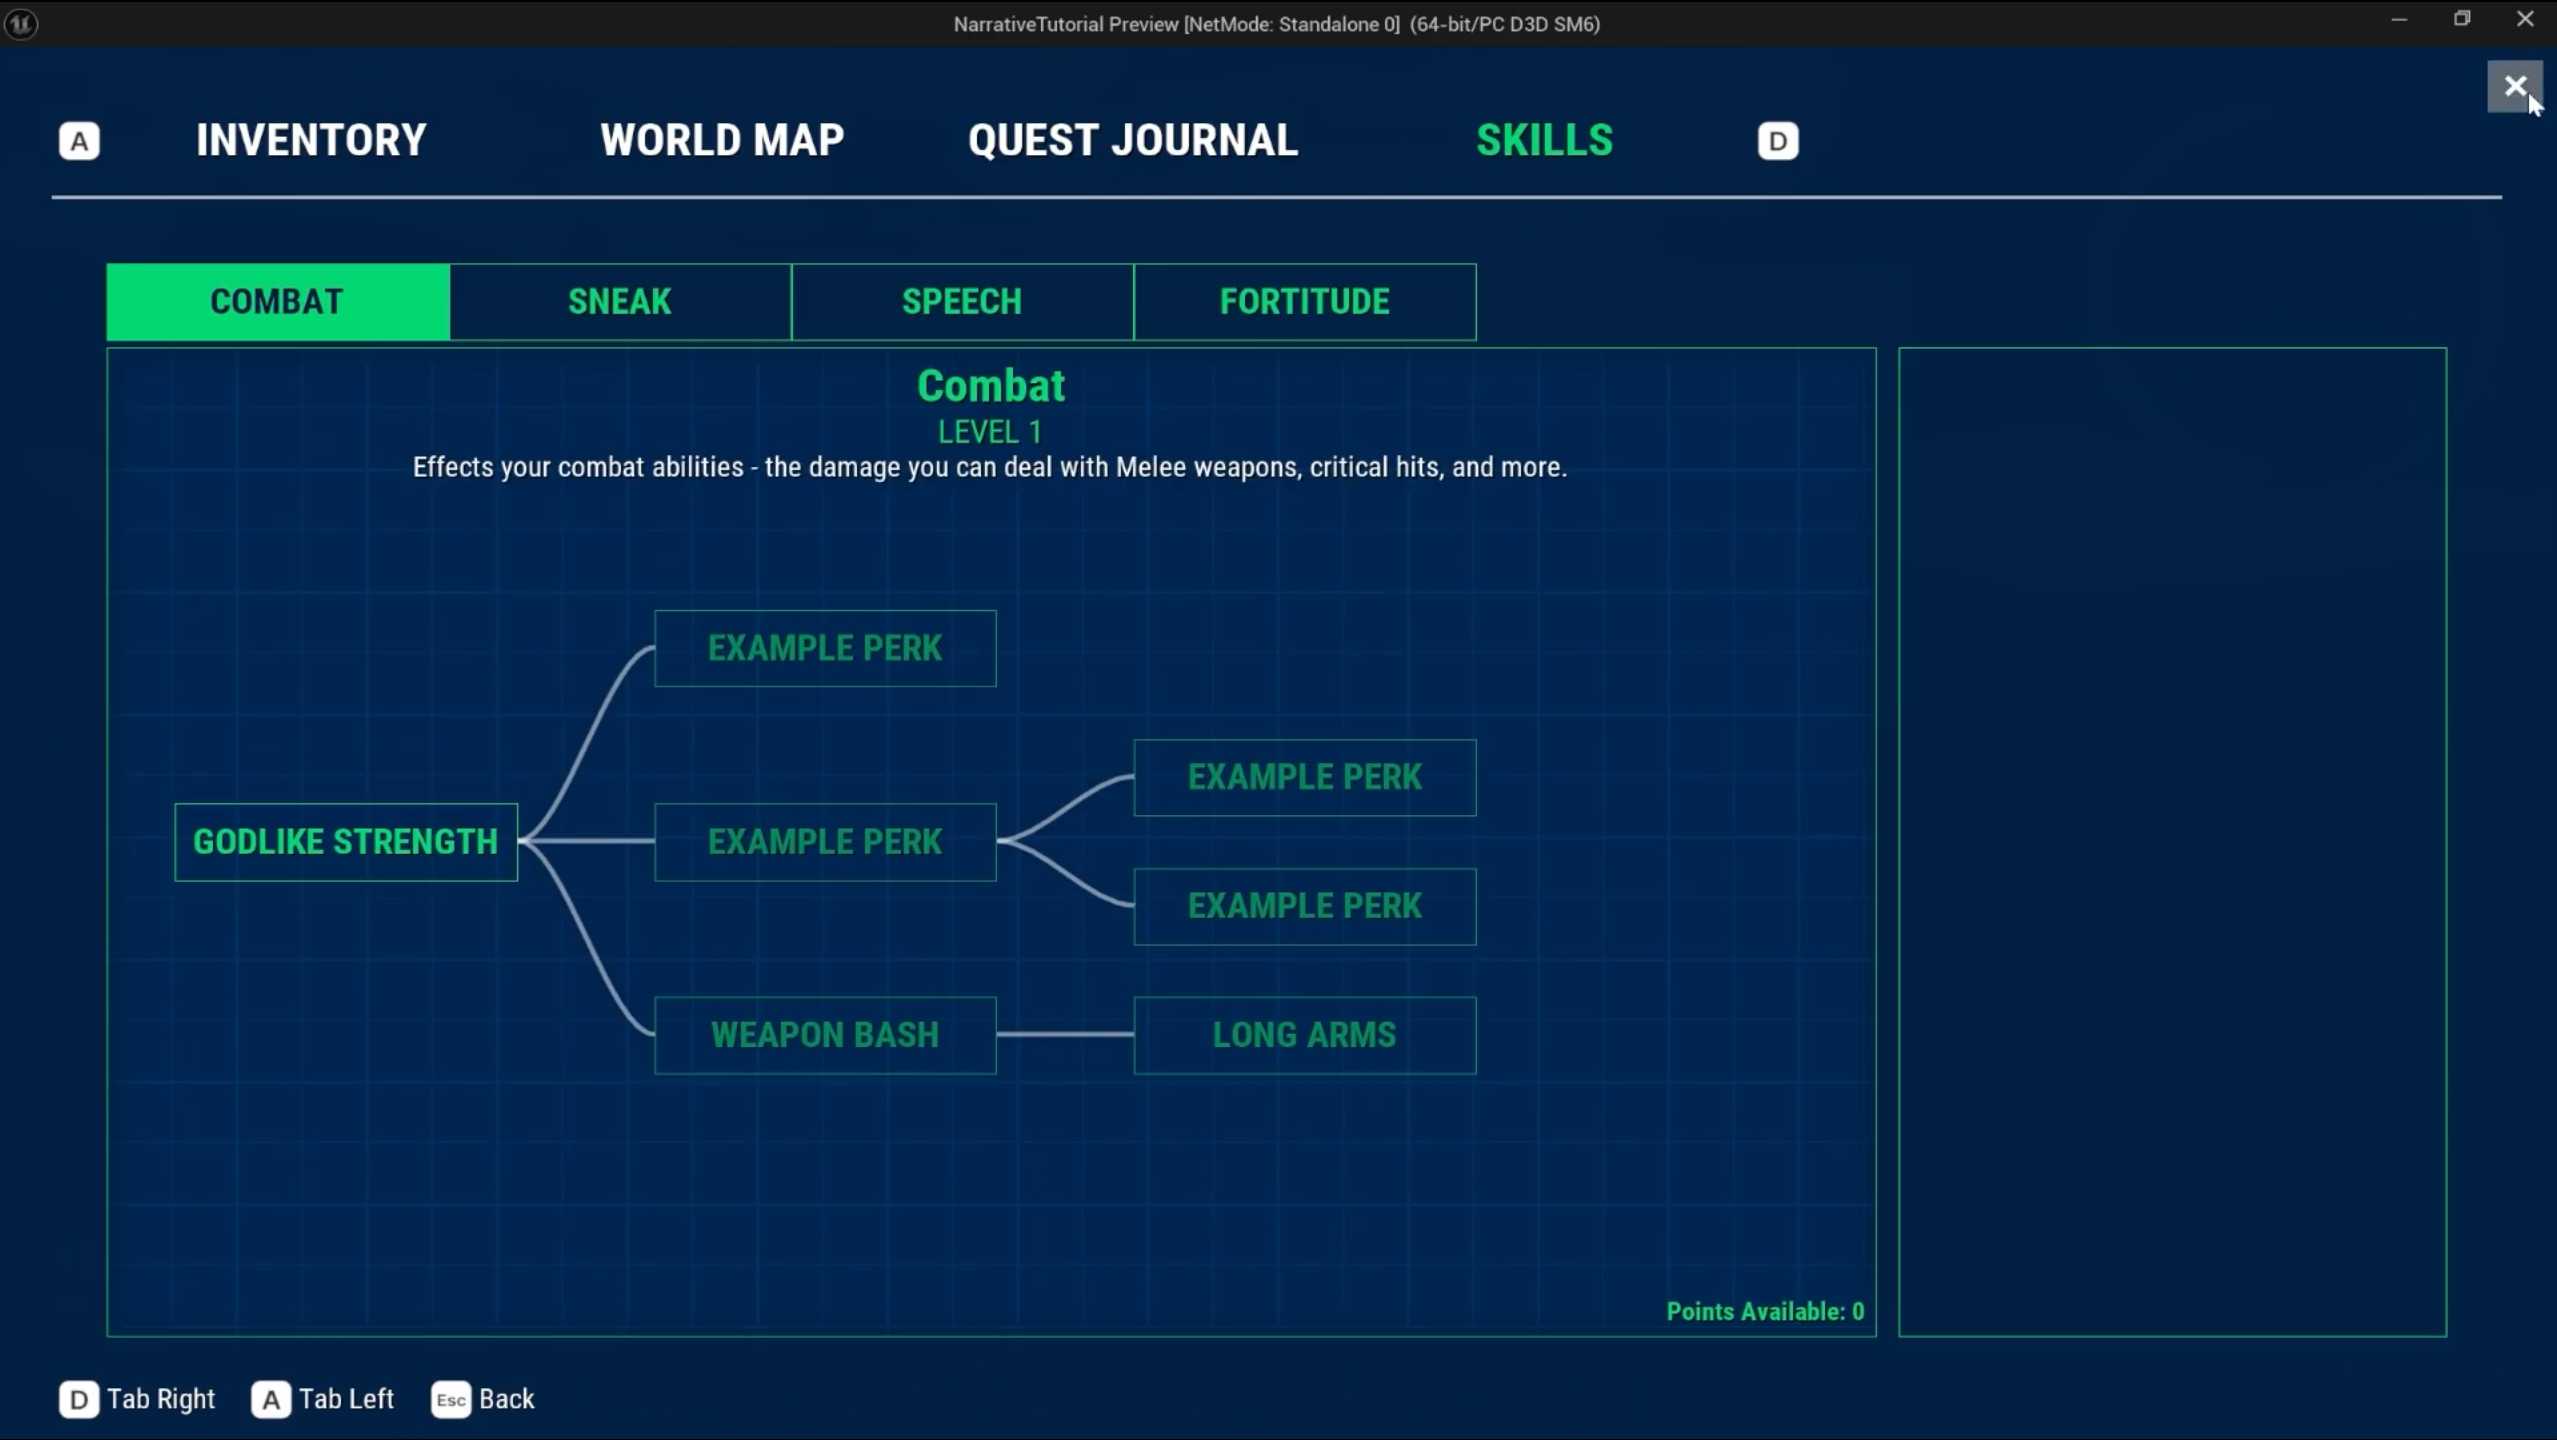 NarrativeTutorial Preview [NetMode: Standalone 0] (64-bit/PC D3D SM6)
A INVENTORY WORLD MAP QUEST JOURNAL SKILLS D
COMBAT SNEAK SPEECH FORTITUDE
Combat
LEVEL 1
Effects your combat abilities - the damage you can deal with Melee weapons, critical hits, and more.
EXAMPLE PERK
EXAMPLE PERK
GODLIKE STRENGTH EXAMPLE PERK
EXAMPLE PERK
WEAPON BASH LONG ARMS
Points Available: 0
D Tab Right A Tab Left Esc Back